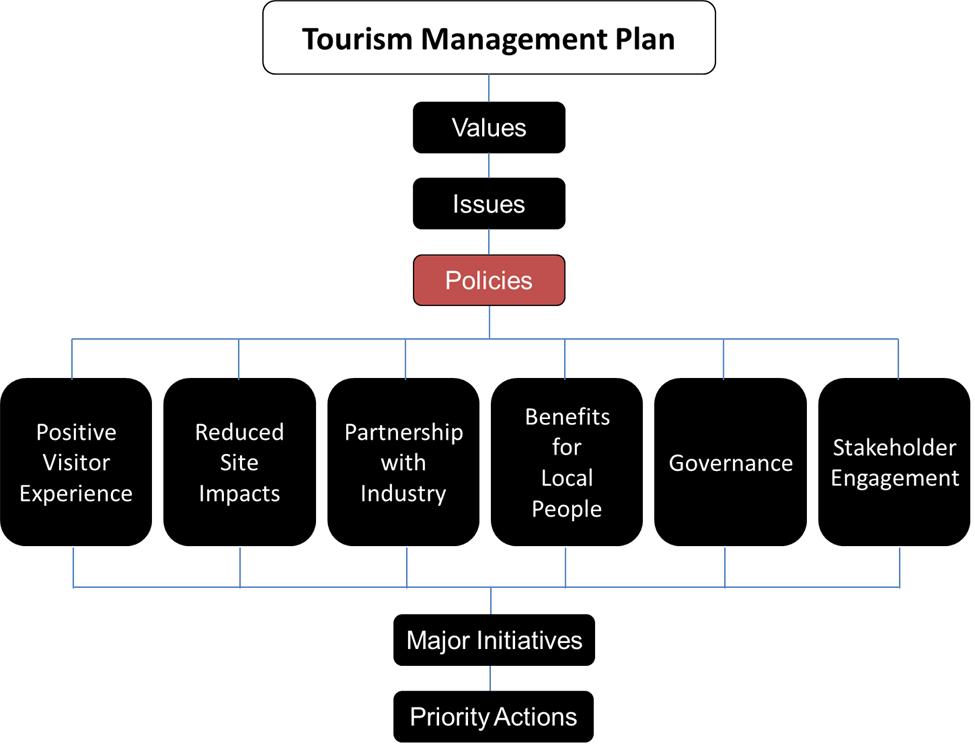 Tourism Management Plan
Values
Issues
Policies
Positive
Visitor
Experience
Reduced
Site
Impacts
Partnership
with
Industry
Benefits
for
Local
People
Governance
Stakeholder
Engagement
Major Initiatives
Priority Actions